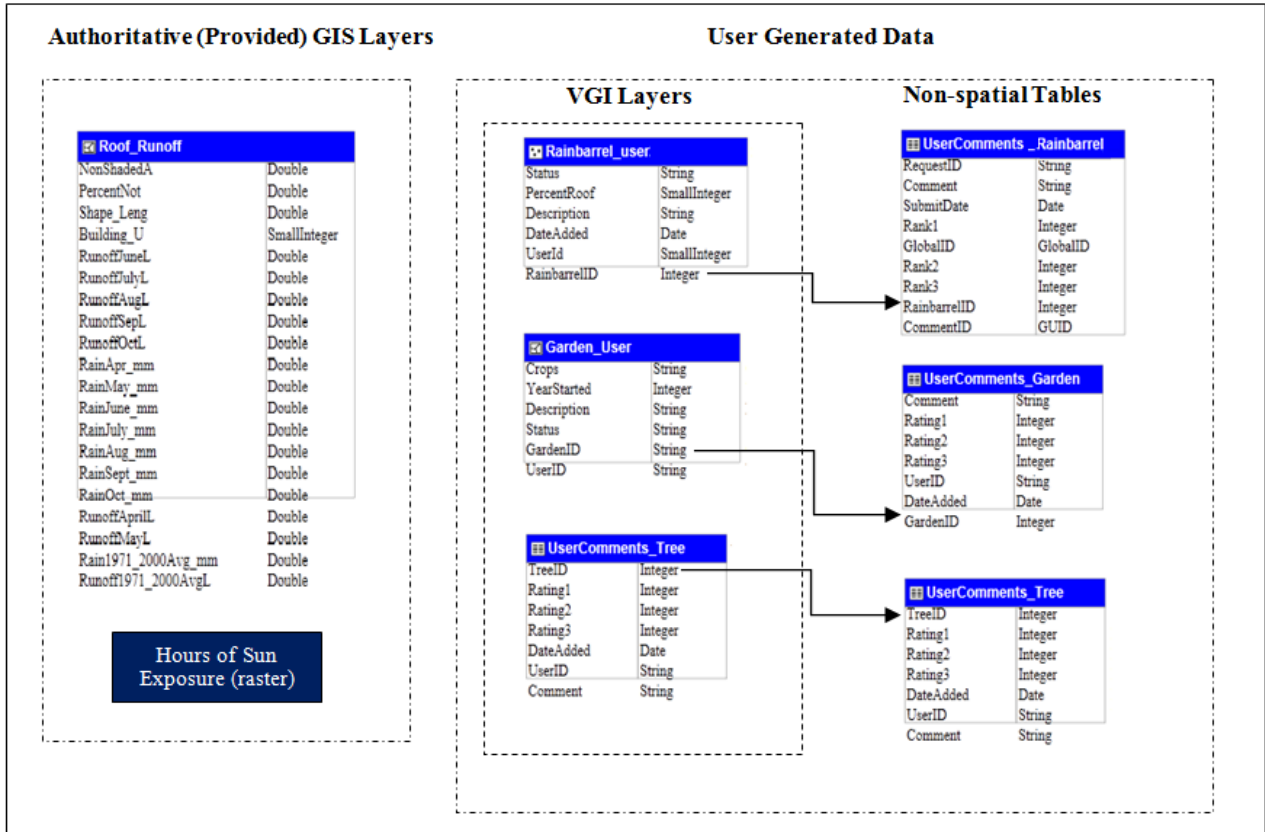 Authoritative (Provided) GIS Layers
User Generated Data
VGI Layers
Non-spatial Tables
Roof_Runoff
NonShadedA Double
PercentNot Double
Shape_Leng Double
Building_U SmallInteger
RunoffJuneL Double
RunoffJulyL Double
RunoffAugL Double
RunoffSepL Double
RunoffOctL Double
RainApr_mm Double
RainMay_mm Double
RainJune_mm Double
RainJuly_mm Double
RainAug_mm Double
RainSept_mm Double
RainOct_mm Double
RunoffAprilL Double
RunoffMayL Double
Rain1971_2000Avg_mm Double
Runoff1971_2000AvgL Double
Hours of Sun
Exposure (raster)
Rainbarrel_user
Status String
PercentRoof SmallInteger
Description String
DateAdded Date
UserId SmallInteger
RainbarrelID Integer
Garden_User
Crops String
YearStarted Integer
Description String
Status String
GardenID String
UserID String
UserComments_Tree
TreeID Integer
Rating1 Integer
Rating2 Integer
Rating3 Integer
DateAdded Date
UserID String
Comment String
UserComments _Rainbarrel
RequestID String
Comment String
SubmitDate Date
Rank1 Integer
GlobalID GlobalID
Rank2 Integer
Rank3 Integer
RainbarrelID Integer
CommentID GUID
UserComments_Garden
Comment String
Rating1 Integer
Rating2 Integer
Rating3 Integer
UserID String
DateAdded Date
GardenID Integer
UserComments_Tree
TreeID Integer
Rating1 Integer
Rating2 Integer
Rating3 Integer
DateAdded Date
UserID String
Comment String